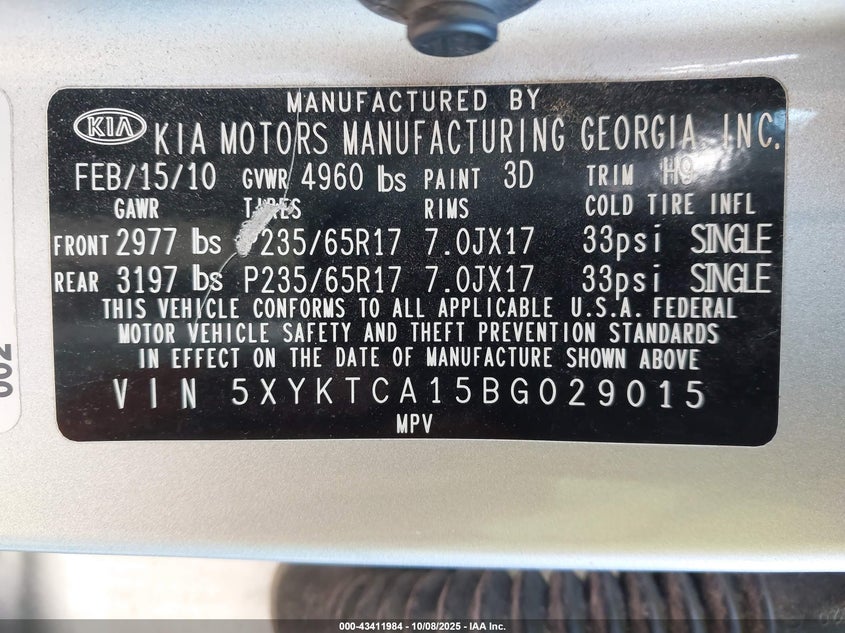 MANUFACTURED BY
KIA KIA MOTORS MANUFACTURING GEORGIA, INC.
FEB/15/10 GVWR 4960 lbs PAINT 3D TRIM H9
GAWR TIRES RIMS COLD TIRE INFL
FRONT 2977 lbs P235/65R17 7.0JX17 33psi SINGLE
REAR 3197 lbs P235/65R17 7.0JX17 33psi SINGLE
THIS VEHICLE CONFORMS TO ALL APPLICABLE U.S.A. FEDERAL
MOTOR VEHICLE SAFETY AND THEFT PREVENTION STANDARDS
IN EFFECT ON THE DATE OF MANUFACTURE SHOWN ABOVE
VIN 5XYKTCA15BG029015
MPV
002
000-43411984 | 10/08/2025 - IAA Inc.